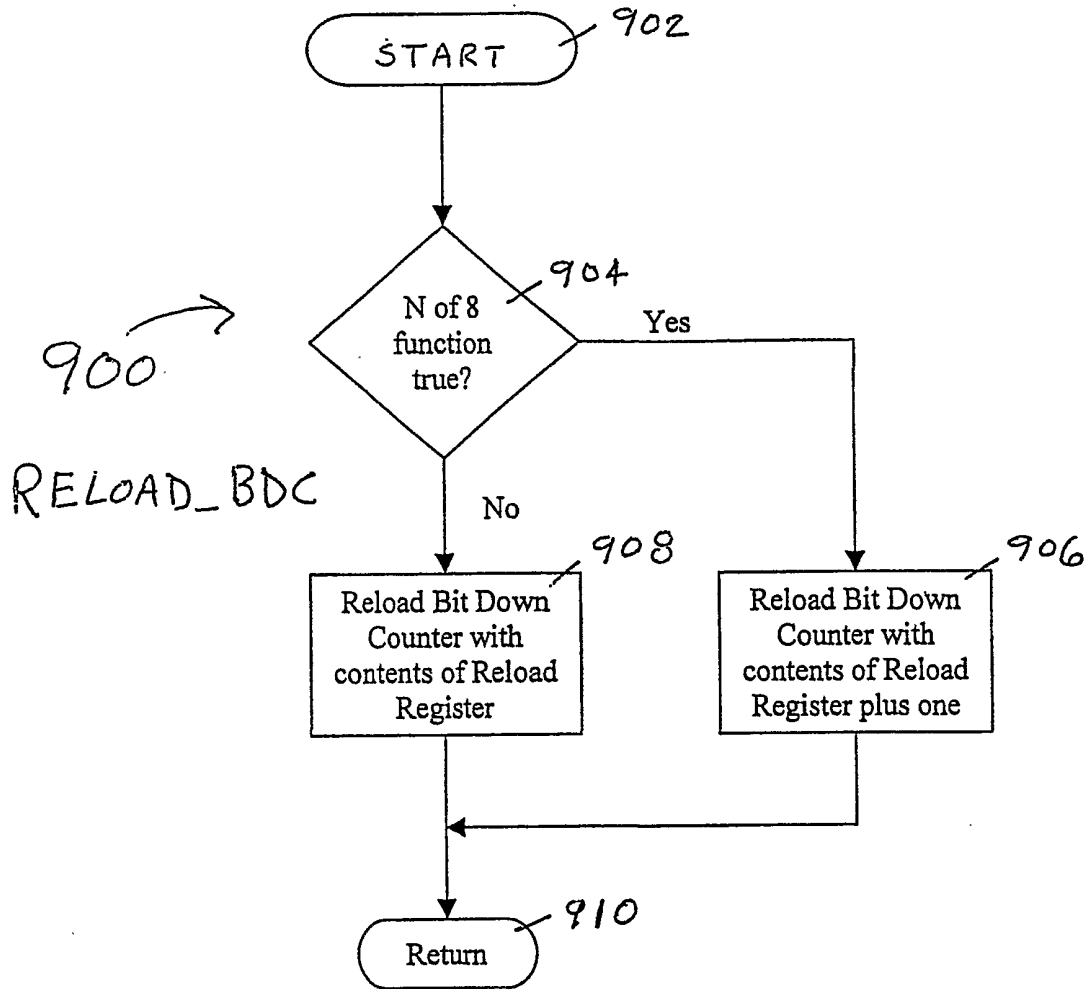 902
START
904
N of 8
function
true?
Yes
900
RELOAD_BDC
No
908
906
Reload Bit Down
Counter with
contents of Reload
Register
Reload Bit Down
Counter with
contents of Reload
Register plus one
910
Return